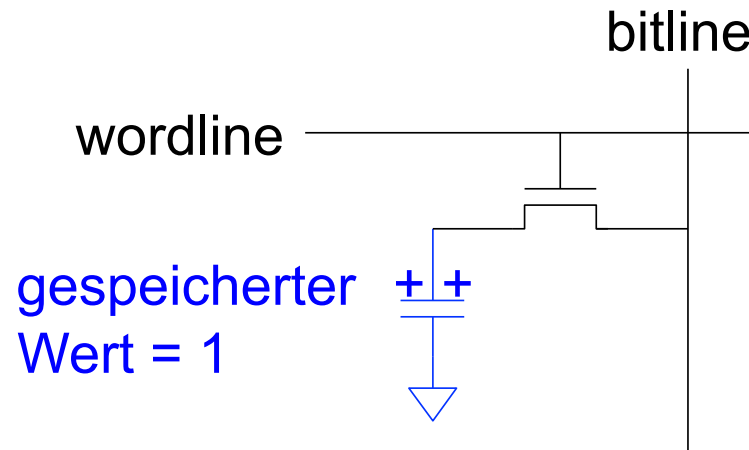 bitline
wordline
gespeicherter
Wert = 1
++